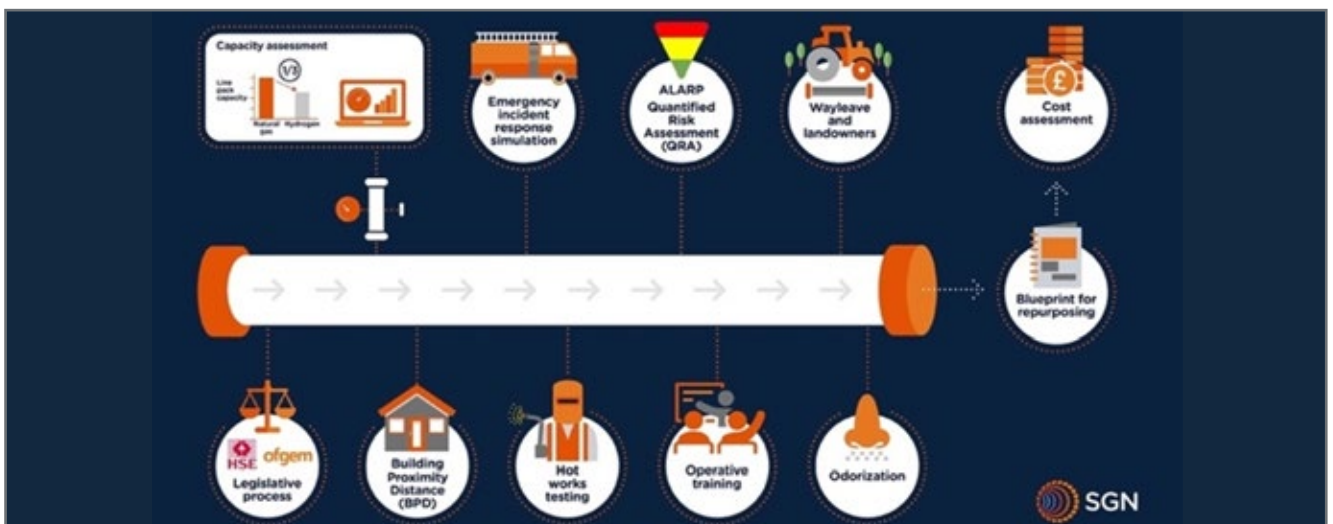 Capacity assessment
Line
pack
capacity
1/3
Natural
gas
Hydrogen
Emergency
incident
response
simulation
ALARP
Quantified
Risk
Assessment
(QRA)
Wayleave
and
landowners
£
Cost
assessment
Blueprint for
repurposing
HSE
ofgem
Legislative
process
Building
Proximity
Distance
(BPD)
Hot
works
testing
Operative
training
Odorization
SGN